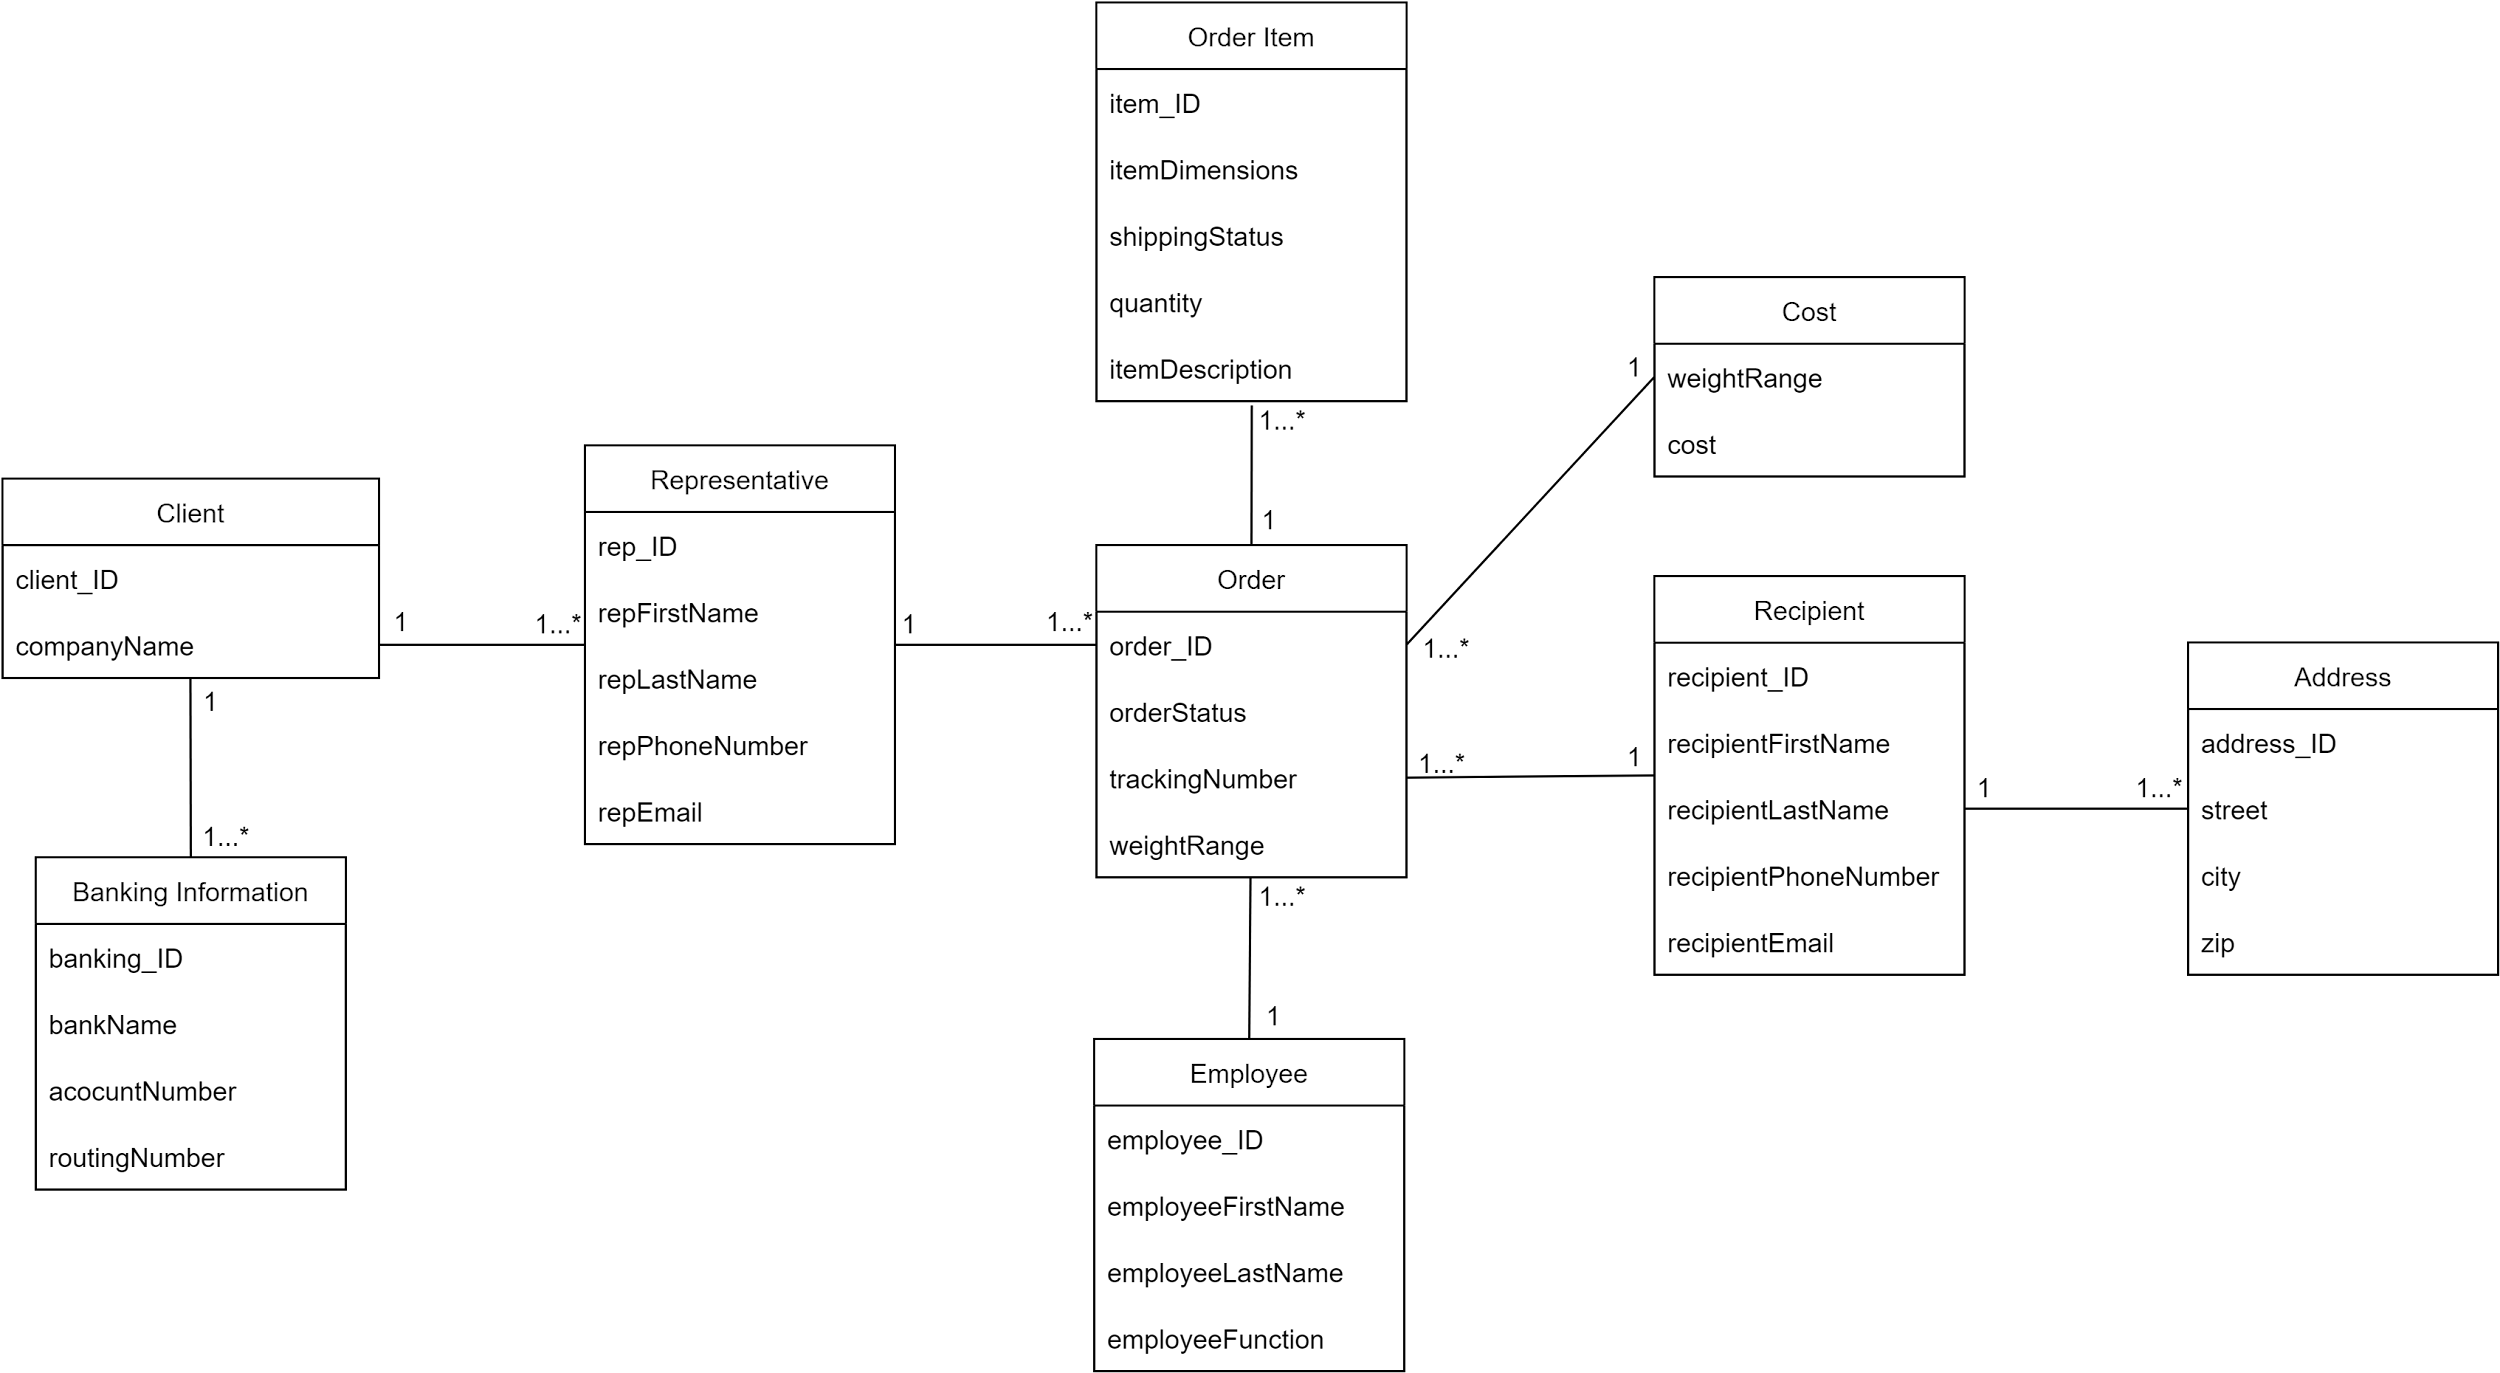 Order Item
item_ID
itemDimensions
shippingStatus
quantity
itemDescription
1...*
1
Cost
weightRange
cost
1
1...*
Client
client_ID
companyName
1
1...*
Representative
rep_ID
repFirstName
repLastName
repPhoneNumber
repEmail
1
1...*
Order
order_ID
orderStatus
trackingNumber
weightRange
1...*
1
Recipient
recipient_ID
recipientFirstName
recipientLastName
recipientPhoneNumber
recipientEmail
1
1...*
Address
address_ID
street
city
zip
1
1...*
Banking Information
banking_ID
bankName
acocuntNumber
routingNumber
1...*
1
Employee
employee_ID
employeeFirstName
employeeLastName
employeeFunction